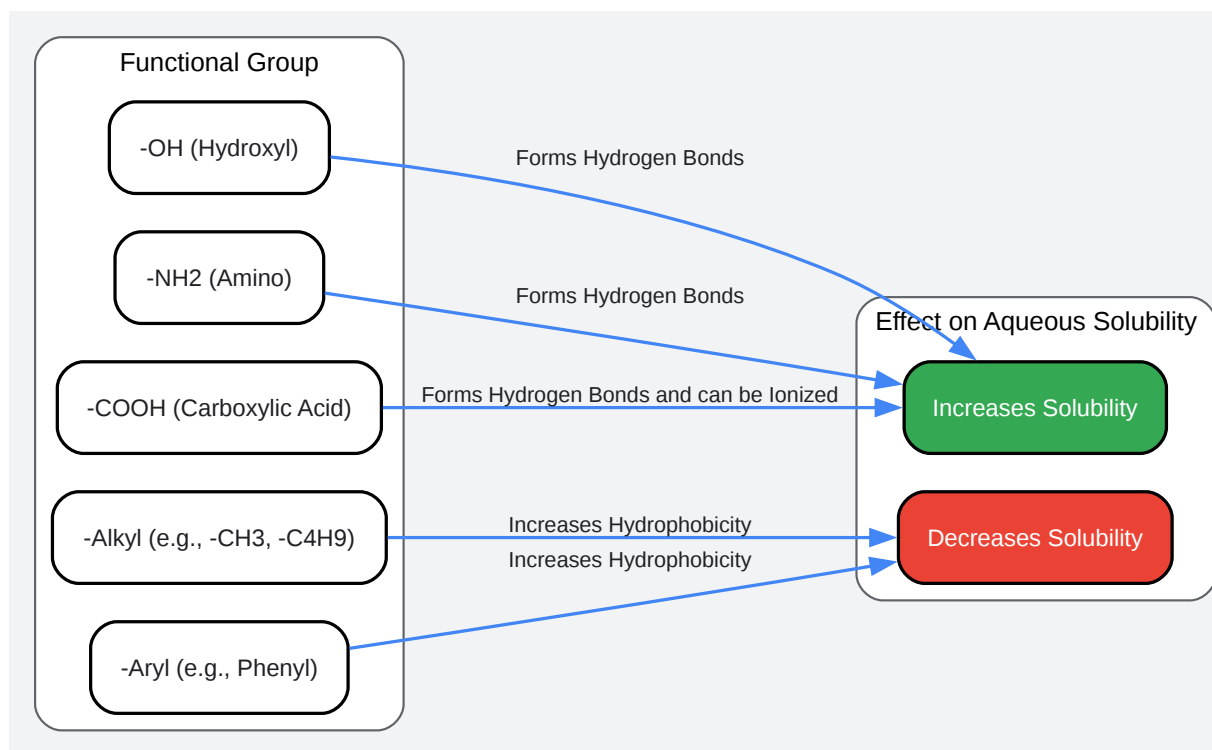 Functional Group
-OH (Hydroxyl)
Forms Hydrogen Bonds
-NH2 (Amino)
Forms Hydrogen Bonds
-COOH (Carboxylic Acid)
Forms Hydrogen Bonds and can be Ionized
-Alkyl (e.g., -CH3, -C4H9)
Increases Hydrophobicity
Increases Hydrophobicity
-Aryl (e.g., Phenyl)
Effect on Aqueous Solubility
Increases Solubility
Decreases Solubility